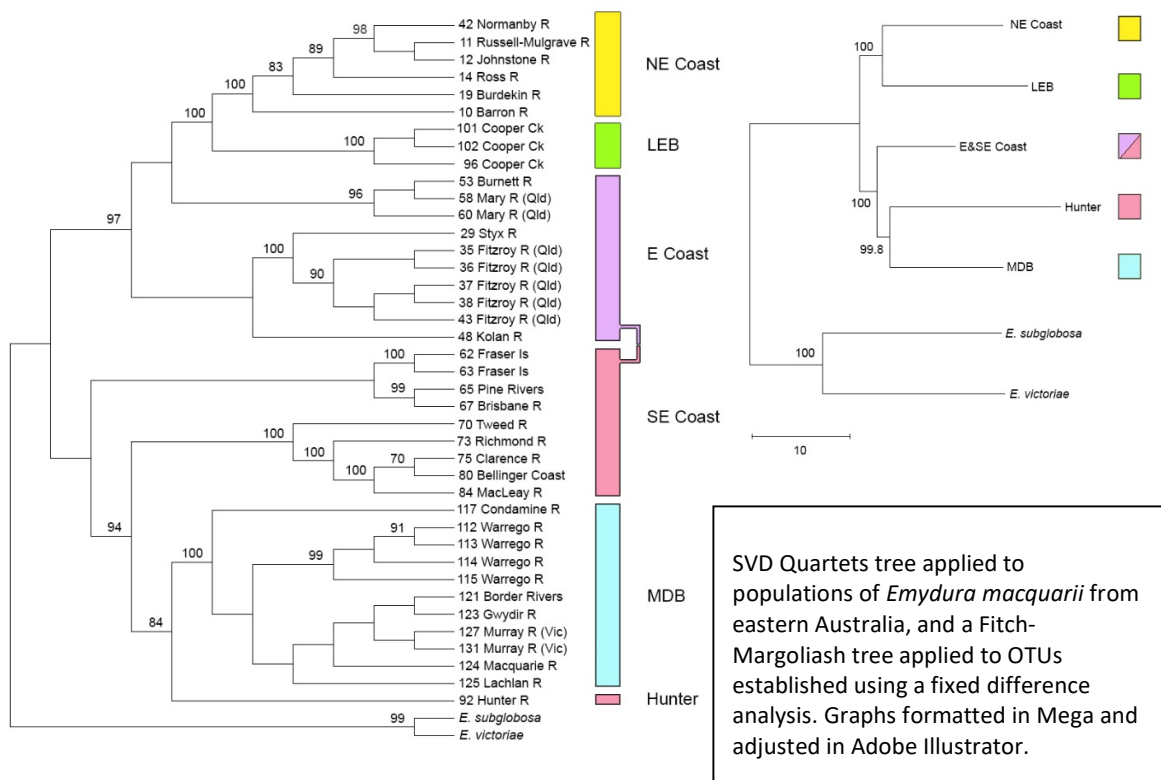 42 Normanby R
98
11 Russell-Mulgrave R
89
12 Johnstone R
83
14 Ross R
100
19 Burdekin R
10 Barron R
NE Coast
100
101 Cooper Ck
100
102 Cooper Ck
96 Cooper Ck
LEB
53 Burnett R
96
58 Mary R (Qld)
60 Mary R (Qld)
97
29 Styx R
100
35 Fitzroy R (Qld)
90
36 Fitzroy R (Qld)
37 Fitzroy R (Qld)
38 Fitzroy R (Qld)
43 Fitzroy R (Qld)
48 Kolan R
E Coast
62 Fraser Is
100
63 Fraser Is
99
65 Pine Rivers
67 Brisbane R
70 Tweed R
100
73 Richmond R
100
70
75 Clarence R
100
80 Bellinger Coast
84 MacLeay R
SE Coast
94
117 Condamine R
100
91
112 Warrego R
113 Warrego R
99
114 Warrego R
115 Warrego R
121 Border Rivers
123 Gwydir R
84
127 Murray R (Vic)
131 Murray R (Vic)
124 Macquarie R
125 Lachlan R
MDB
92 Hunter R
Hunter
99
E. subglobosa
E. victoriae
NE Coast
100
LEB
E&SE Coast
100
Hunter
99.8
MDB
E. subglobosa
100
E. victoriae
10
SVD Quartets tree applied to
populations of Emydura macquarii from
eastern Australia, and a Fitch-
Margoliash tree applied to OTUs
established using a fixed difference
analysis. Graphs formatted in Mega and
adjusted in Adobe Illustrator.